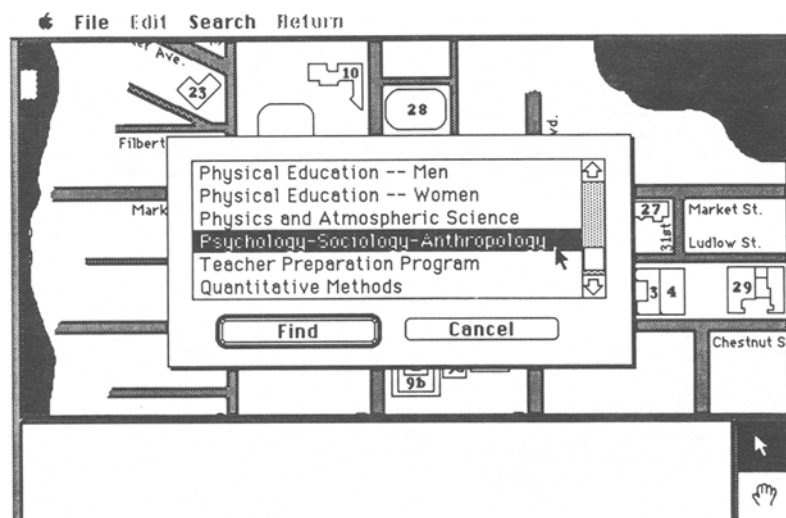 File Edit Search Return
er Ave.
23
10
28
Filbert
vd.
Mark
Physical Education -- Men
Physical Education -- Women
Physics and Atmospheric Science
Psychology-Sociology-Anthropology
Teacher Preparation Program
Quantitative Methods
Find Cancel
27
31st
Market St.
Ludlow St.
3 4
29
Chestnut S
9b